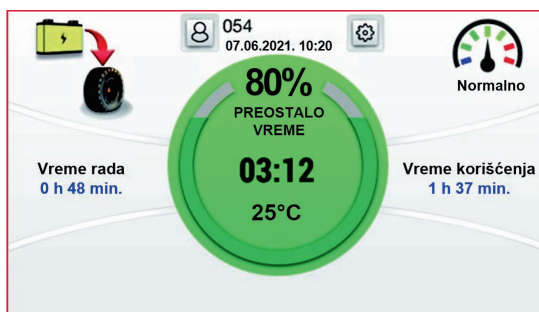 054
07.06.2021. 10:20
Normalno
80%
PREOSTALO
VREME
03:12
25°C
Vreme rada
0 h 48 min.
Vreme korišćenja
1 h 37 min.